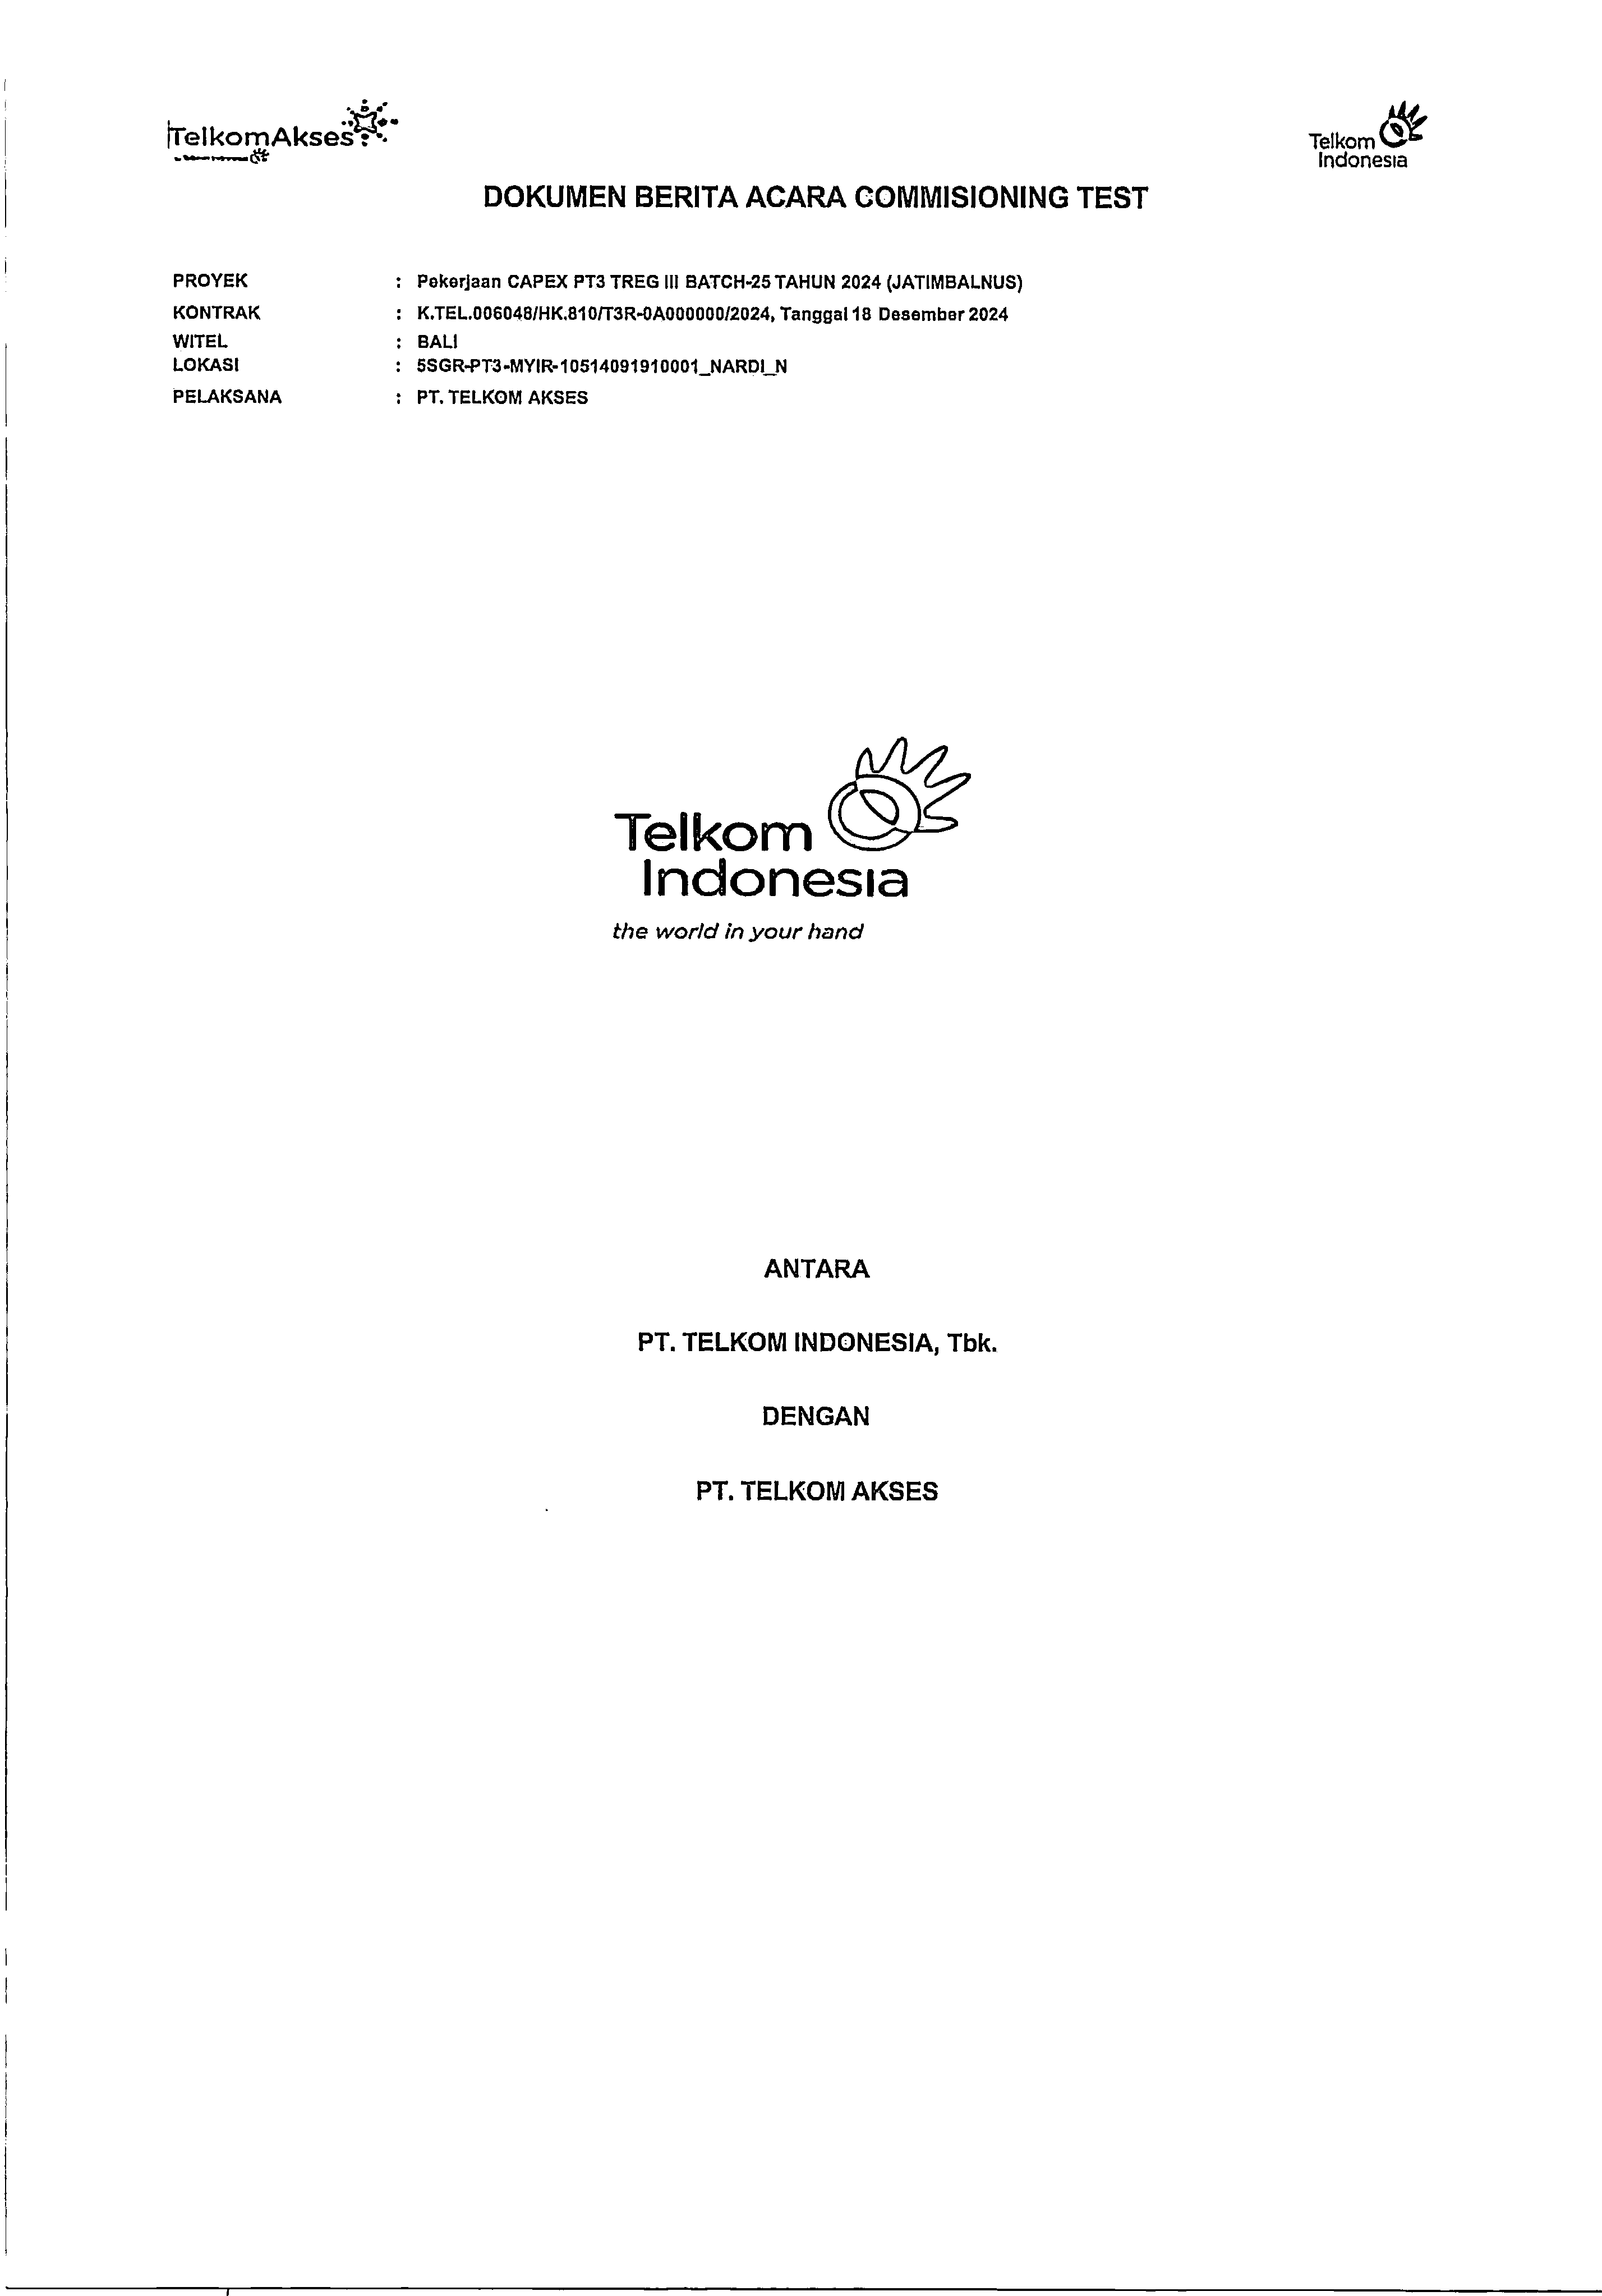 TelkomAkses
Telkom
Indonesia
DOKUMEN BERITA ACARA COMMISIONING TEST
PROYEK : Pekerjaan CAPEX PT3 TREG III BATCH-25 TAHUN 2024 (JATIMBALNUS)
KONTRAK : K.TEL.006048/HK.810/T3R-0A000000/2024, Tanggal 18 Desember 2024
WITEL : BALI
LOKASI : 5SGR-PT3-MYIR-10514091910001_NARDI_N
PELAKSANA : PT. TELKOM AKSES
Telkom
Indonesia
the world in your hand
ANTARA
PT. TELKOM INDONESIA, Tbk.
DENGAN
PT. TELKOM AKSES